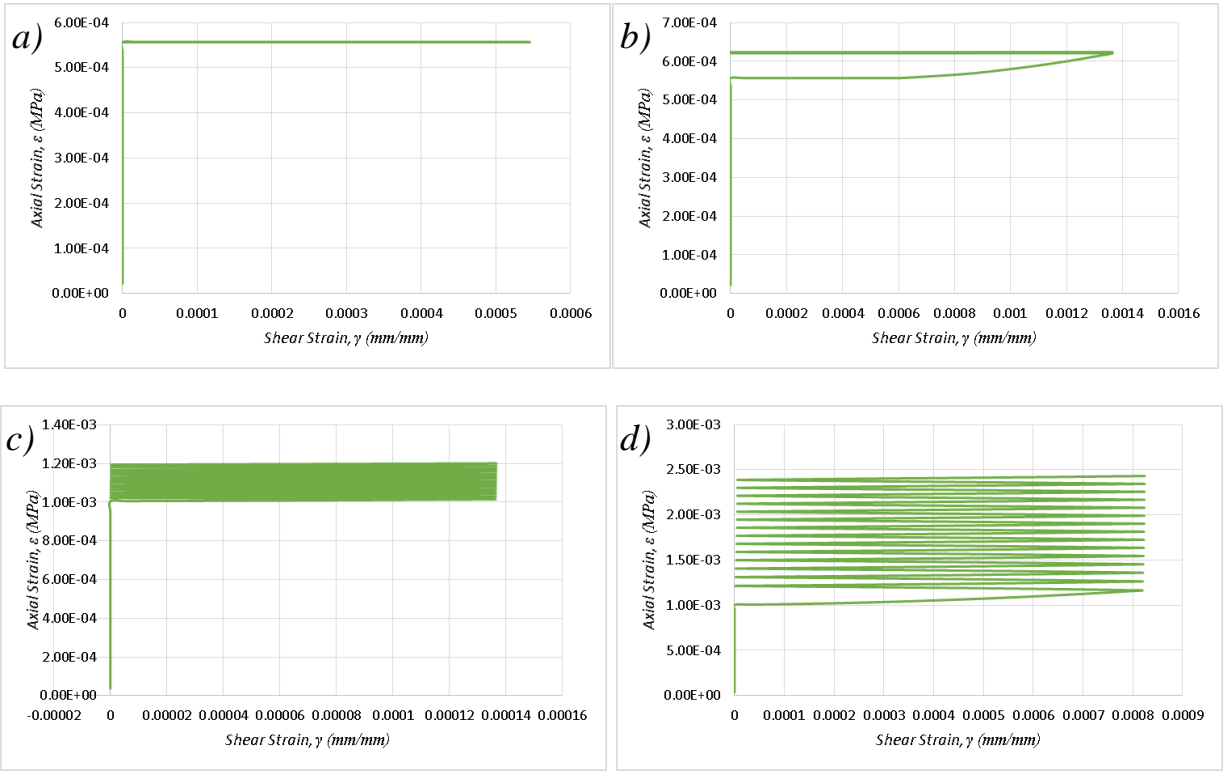 a)
6.00E-04
5.00E-04
4.00E-04
3.00E-04
2.00E-04
1.00E-04
0.00E+00
Axial Strain, ε (MPa)
0 0.0001 0.0002 0.0003 0.0004 0.0005 0.0006
Shear Strain, γ (mm/mm)
b)
7.00E-04
6.00E-04
5.00E-04
4.00E-04
3.00E-04
2.00E-04
1.00E-04
0.00E+00
Axial Strain, ε (MPa)
0 0.0002 0.0004 0.0006 0.0008 0.001 0.0012 0.0014 0.0016
Shear Strain, γ (mm/mm)
c)
1.40E-03
1.20E-03
1.00E-03
8.00E-04
6.00E-04
4.00E-04
2.00E-04
0.00E+00
Axial Strain, ε (MPa)
-0.00002 0 0.00002 0.00004 0.00006 0.00008 0.0001 0.00012 0.00014 0.00016
Shear Strain, γ (mm/mm)
d)
3.00E-03
2.50E-03
2.00E-03
1.50E-03
1.00E-03
5.00E-04
0.00E+00
Axial Strain, ε (MPa)
0 0.0001 0.0002 0.0003 0.0004 0.0005 0.0006 0.0007 0.0008 0.0009
Shear Strain, γ (mm/mm)